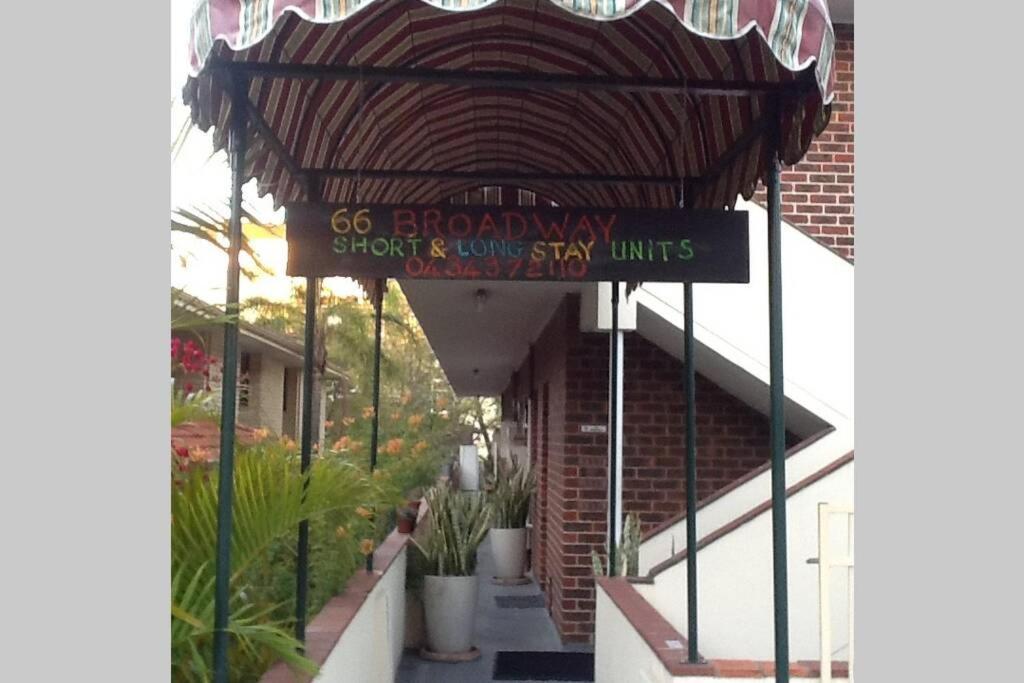 66 BROADWAY
SHORT & LONG STAY UNITS
0434372110